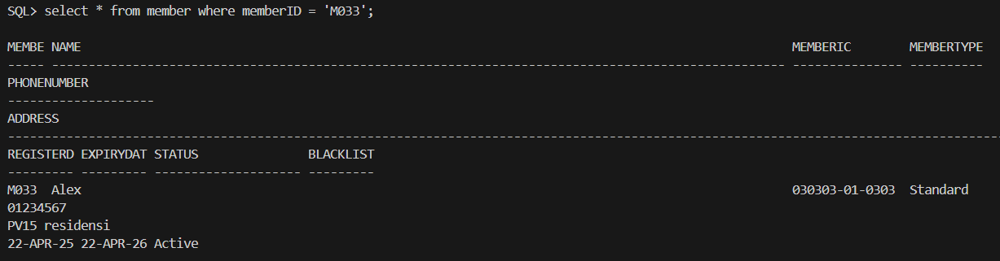 SQL> select * from member where memberID = 'M033';
MEMBE NAME                                                                                                 MEMBERIC        MEMBERTYPE
----- ---------------------------------------------------------------------------------------------------- --------------- ----------
PHONENUMBER
--------------------
ADDRESS
----------------------------------------------------------------------------------------------------------------------------------------
REGISTERD EXPIRYDAT STATUS               BLACKLIST
--------- --------- -------------------- ---------
M033  Alex                                                                                                 030303-01-0303  Standard
01234567
PV15 residensi
22-APR-25 22-APR-26 Active